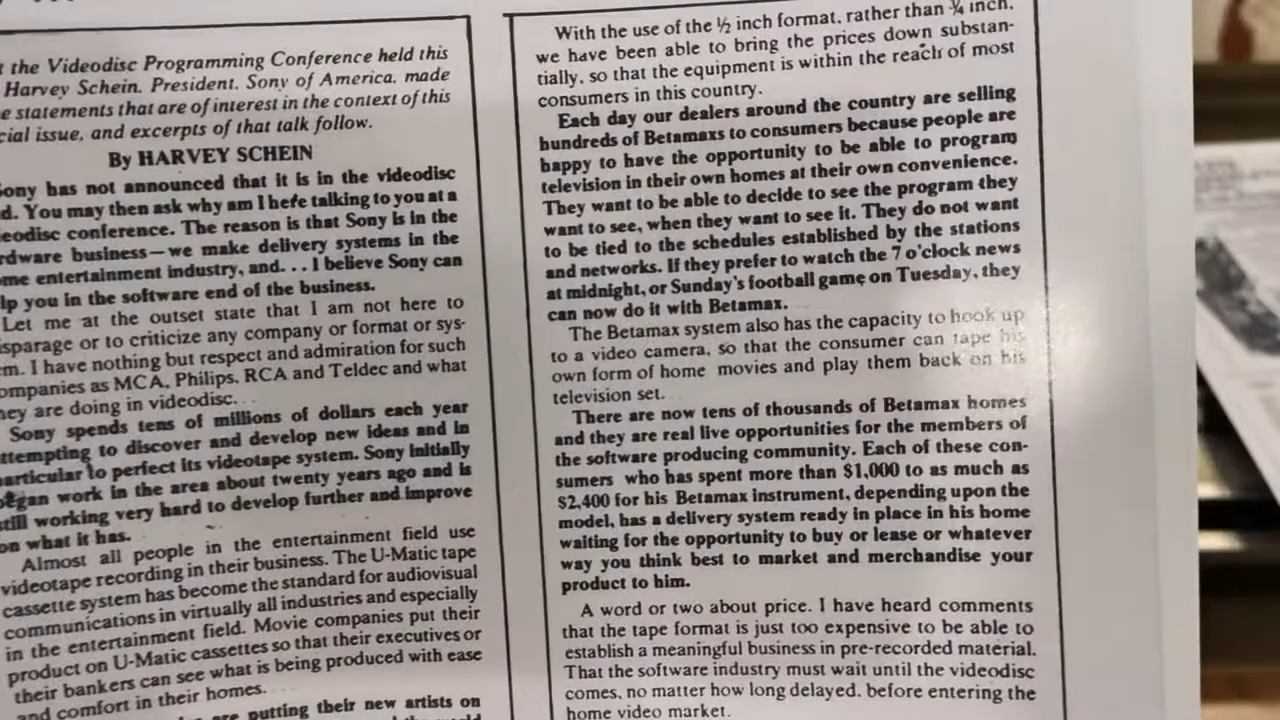 the Videodisc Programming Conference held this
Harvey Schein, President, Sony of America, made
statements that are of interest in the context of this
issue, and excerpts of that talk follow.
By HARVEY SCHEIN
Sony has not announced that it is in the videodisc
You may then ask why am I here talking to you at a
conference. The reason is that Sony is in the
business—we make delivery systems in the
entertainment industry, and. . . I believe Sony can
you in the software end of the business.
Let me at the outset state that I am not here to
or to criticize any company or format or sys-
I have nothing but respect and admiration for such
companies as MCA, Philips, RCA and Teldec and what
they are doing in videodisc. . .
Sony spends tens of millions of dollars each year
attempting to discover and develop new ideas and in
particular to perfect its videotape system. Sony initially
began work in the area about twenty years ago and is
still working very hard to develop further and improve
on what it has.
Almost all people in the entertainment field use
videotape recording in their business. The U-Matic tape
cassette system has become the standard for audiovisual
communications in virtually all industries and especially
in the entertainment field. Movie companies put their
product on U-Matic cassettes so that their executives or
their bankers can see what is being produced with ease
and comfort in their homes. . . .
are putting their new artists on
With the use of the ½ inch format, rather than ¾ inch,
we have been able to bring the prices down substan-
tially, so that the equipment is within the reach of most
consumers in this country.
Each day our dealers around the country are selling
hundreds of Betamaxs to consumers because people are
happy to have the opportunity to be able to program
television in their own homes at their own convenience.
They want to be able to decide to see the program they
want to see, when they want to see it. They do not want
to be tied to the schedules established by the stations
and networks. If they prefer to watch the 7 o'clock news
at midnight, or Sunday's football game on Tuesday, they
can now do it with Betamax.
The Betamax system also has the capacity to hook up
to a video camera, so that the consumer can tape his
own form of home movies and play them back on his
television set.
There are now tens of thousands of Betamax homes
and they are real live opportunities for the members of
the software producing community. Each of these con-
sumers who has spent more than $1,000 to as much as
$2,400 for his Betamax instrument, depending upon the
model, has a delivery system ready in place in his home
waiting for the opportunity to buy or lease or whatever
way you think best to market and merchandise your
product to him.
A word or two about price. I have heard comments
that the tape format is just too expensive to be able to
establish a meaningful business in pre-recorded material.
That the software industry must wait until the videodisc
comes, no matter how long delayed, before entering the
home video market.